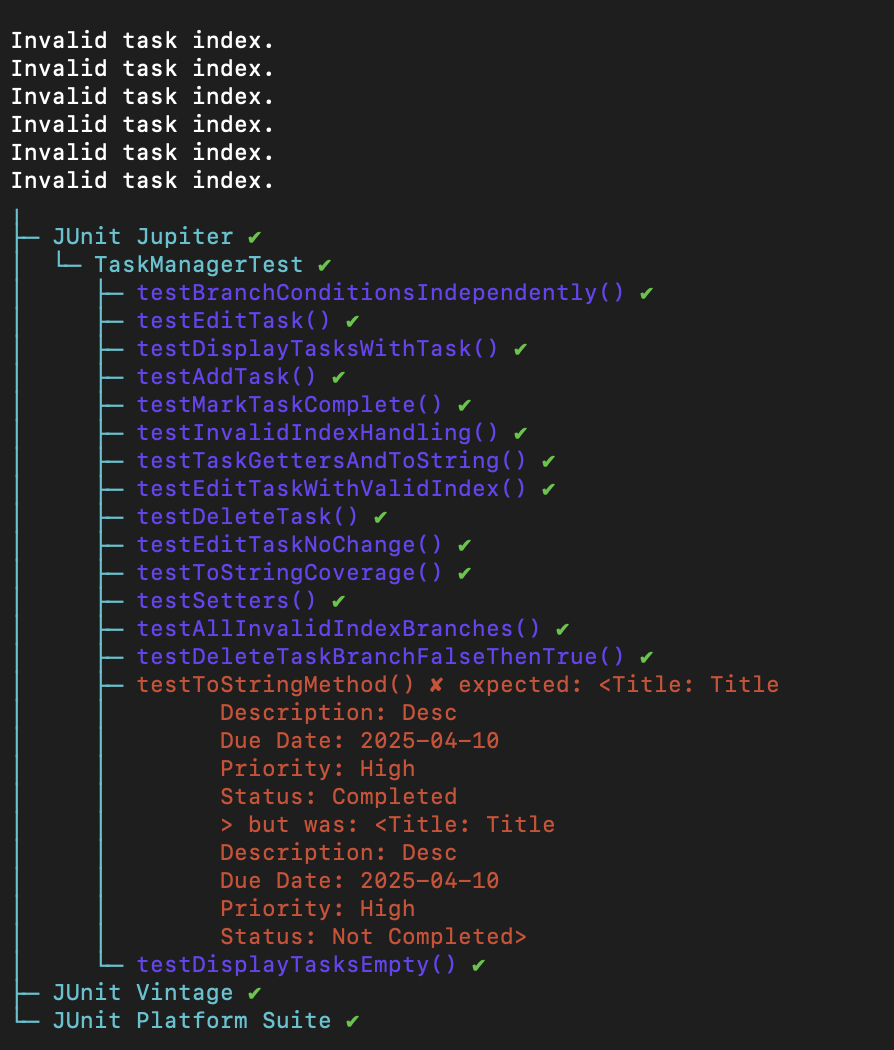 Invalid task index.
Invalid task index.
Invalid task index.
Invalid task index.
Invalid task index.
Invalid task index.
JUnit Jupiter ✔
TaskManagerTest ✔
testBranchConditionsIndependently() ✔
testEditTask() ✔
testDisplayTasksWithTask() ✔
testAddTask() ✔
testMarkTaskComplete() ✔
testInvalidIndexHandling() ✔
testTaskGettersAndToString() ✔
testEditTaskWithValidIndex() ✔
testDeleteTask() ✔
testEditTaskNoChange() ✔
testToStringCoverage() ✔
testSetters() ✔
testAllInvalidIndexBranches() ✔
testDeleteTaskBranchFalseThenTrue() ✔
testToStringMethod() ✘ expected: <Title: Title
Description: Desc
Due Date: 2025-04-10
Priority: High
Status: Completed
> but was: <Title: Title
Description: Desc
Due Date: 2025-04-10
Priority: High
Status: Not Completed>
testDisplayTasksEmpty() ✔
JUnit Vintage ✔
JUnit Platform Suite ✔